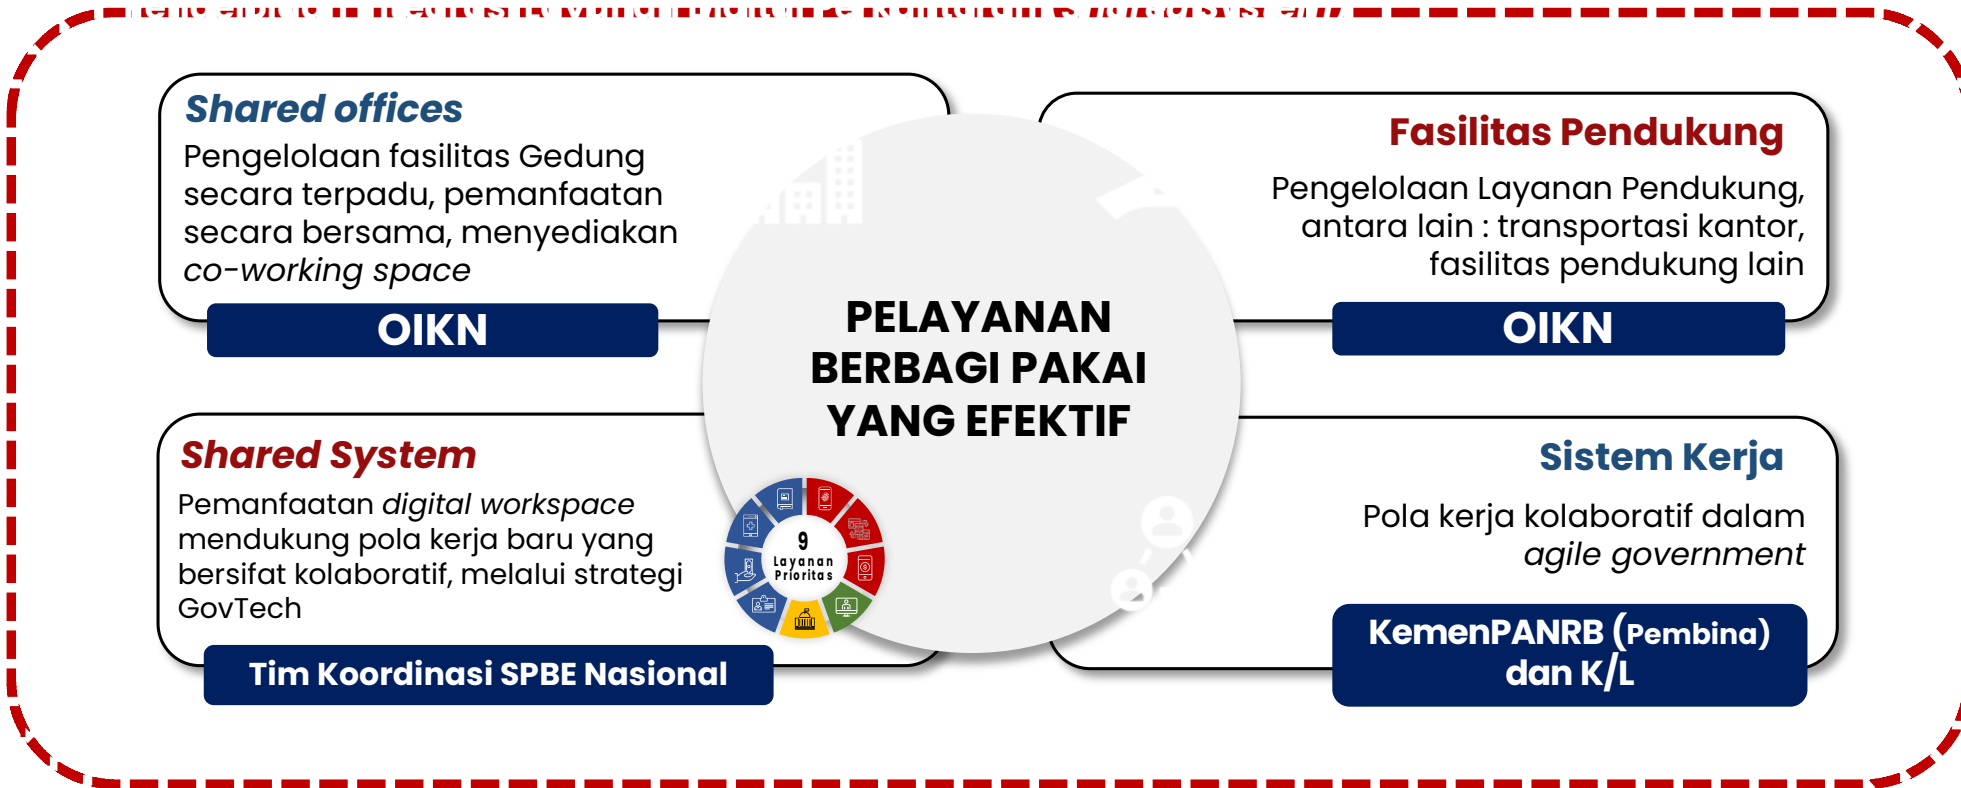 Shared offices
Pengelolaan fasilitas Gedung
secara terpadu, pemanfaatan
secara bersama, menyediakan
co-working space
OIKN
Fasilitas Pendukung
Pengelolaan Layanan Pendukung,
antara lain : transportasi kantor,
fasilitas pendukung lain
OIKN
PELAYANAN
BERBAGI PAKAI
YANG EFEKTIF
Shared System
Pemanfaatan digital workspace
mendukung pola kerja baru yang
bersifat kolaboratif, melalui strategi
GovTech
Tim Koordinasi SPBE Nasional
9
Layanan
Prioritas
Sistem Kerja
Pola kerja kolaboratif dalam
agile government
KemenPANRB (Pembina)
dan K/L